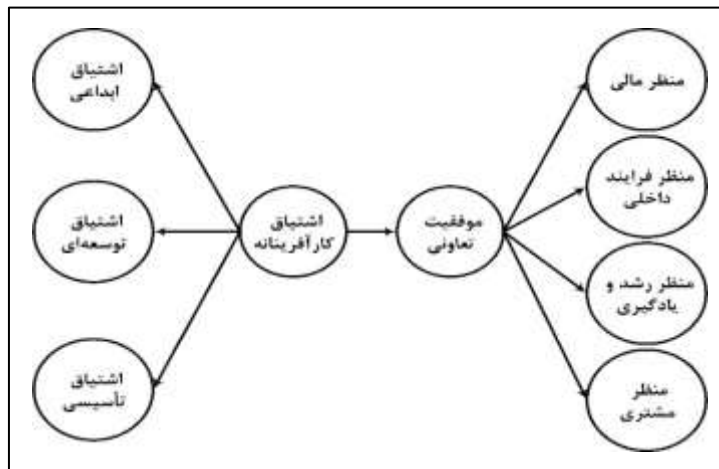 اشتیاق
ابداعی
اشتیاق
توسعه‌ای
اشتیاق
تأسیسی
اشتیاق
کارآفرینانه
موفقیت
تعاونی
منظر مالی
منظر فرایند
داخلی
منظر رشد و
یادگیری
منظر
مشتری